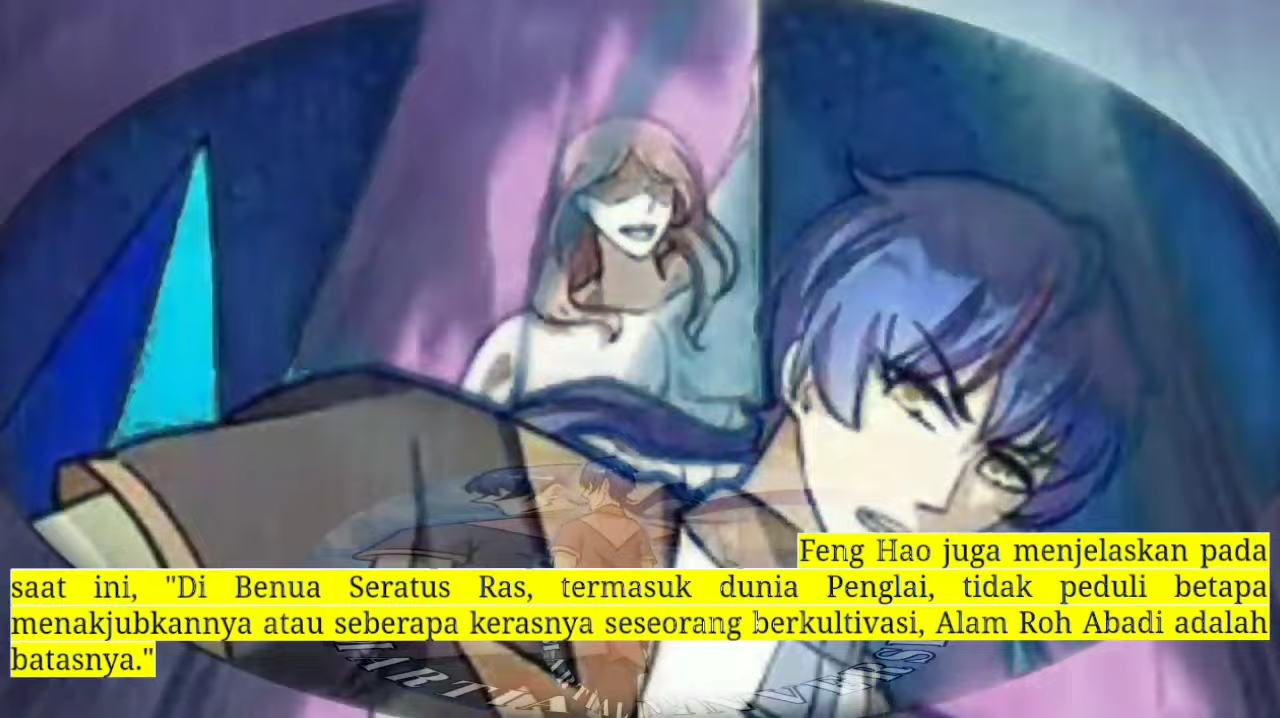 Feng Hao juga menjelaskan pada
saat ini, "Di Benua Seratus Ras, termasuk dunia Penglai, tidak peduli betapa
menakjubkannya atau seberapa kerasnya seseorang berkultivasi, Alam Roh Abadi adalah
batasnya."